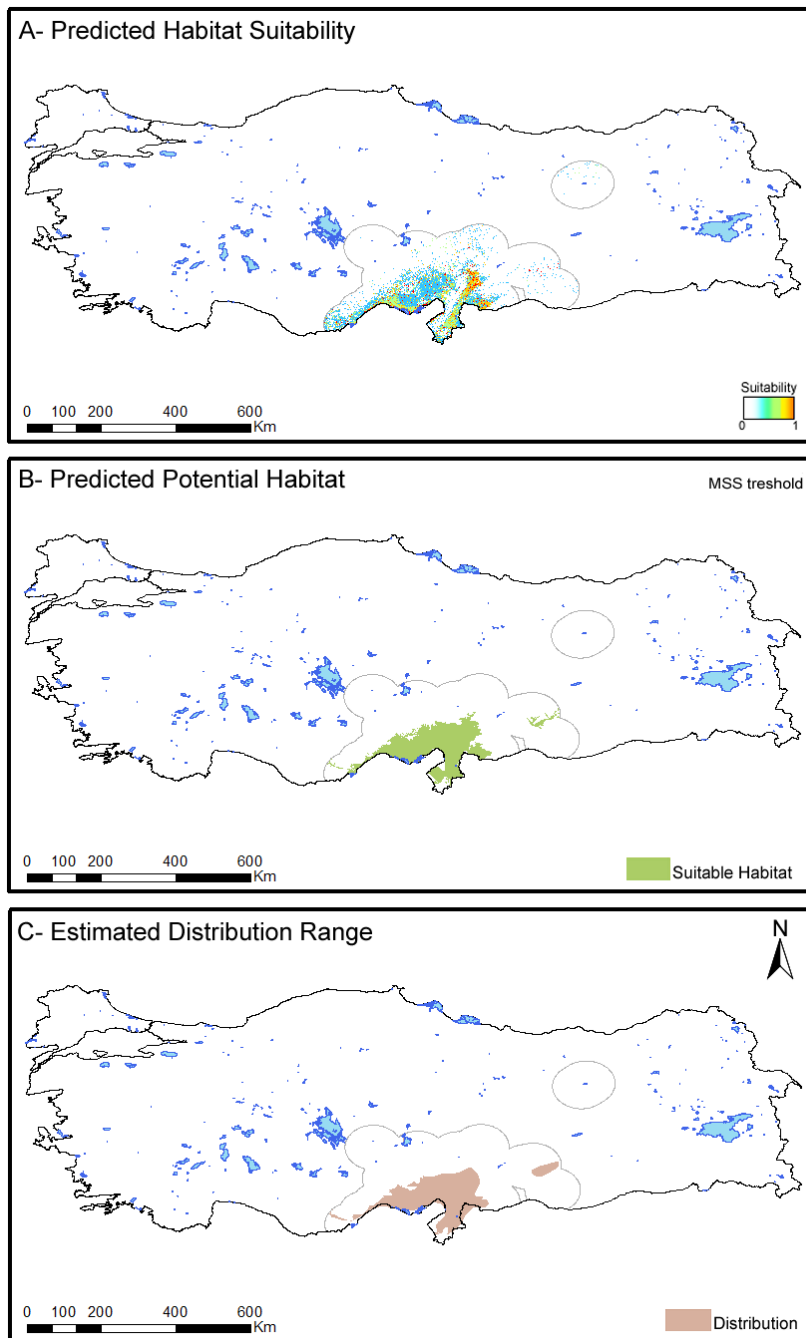 A- Predicted Habitat Suitability
Suitability
0 1
0 100 200 400 600
Km
B- Predicted Potential Habitat
MSS treshold
0 100 200 400 600
Km
Suitable Habitat
C- Estimated Distribution Range
N
0 100 200 400 600
Km
Distribution